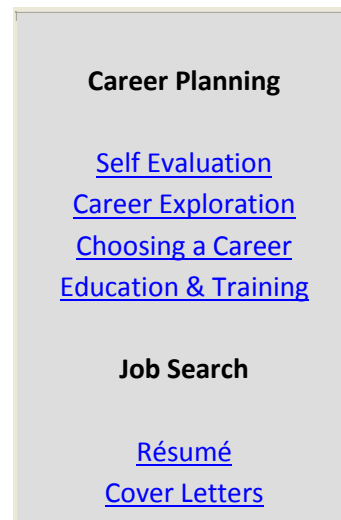 Career Planning
Self Evaluation
Career Exploration
Choosing a Career
Education & Training
Job Search
Résumé
Cover Letters